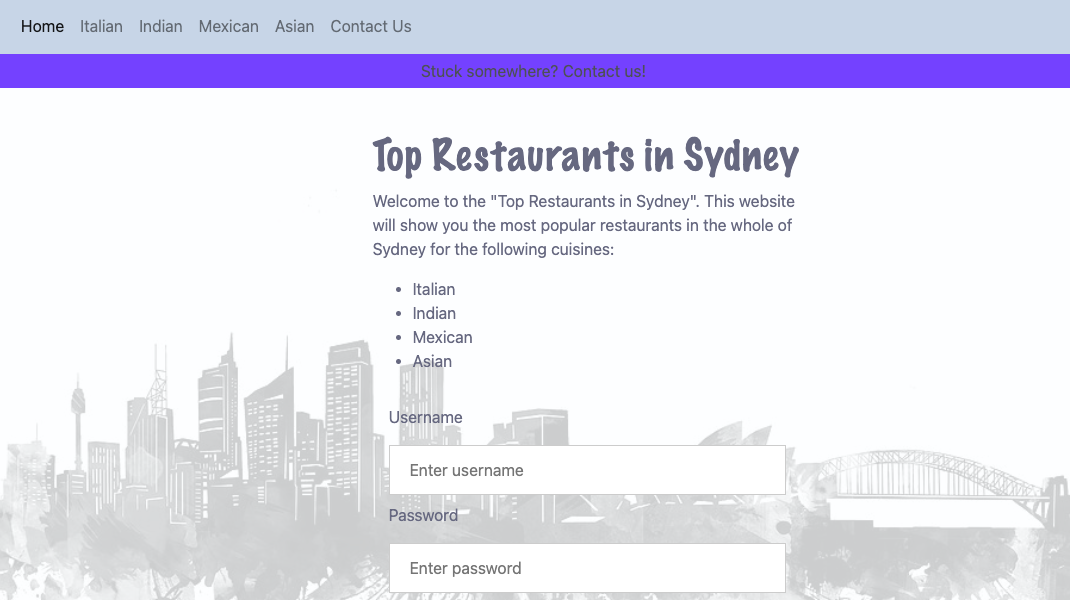 Home Italian Indian Mexican Asian Contact Us
Stuck somewhere? Contact us!
Top Restaurants in Sydney
Welcome to the "Top Restaurants in Sydney". This website
will show you the most popular restaurants in the whole of
Sydney for the following cuisines:
• Italian
• Indian
• Mexican
• Asian
Username
Enter username
Password
Enter password